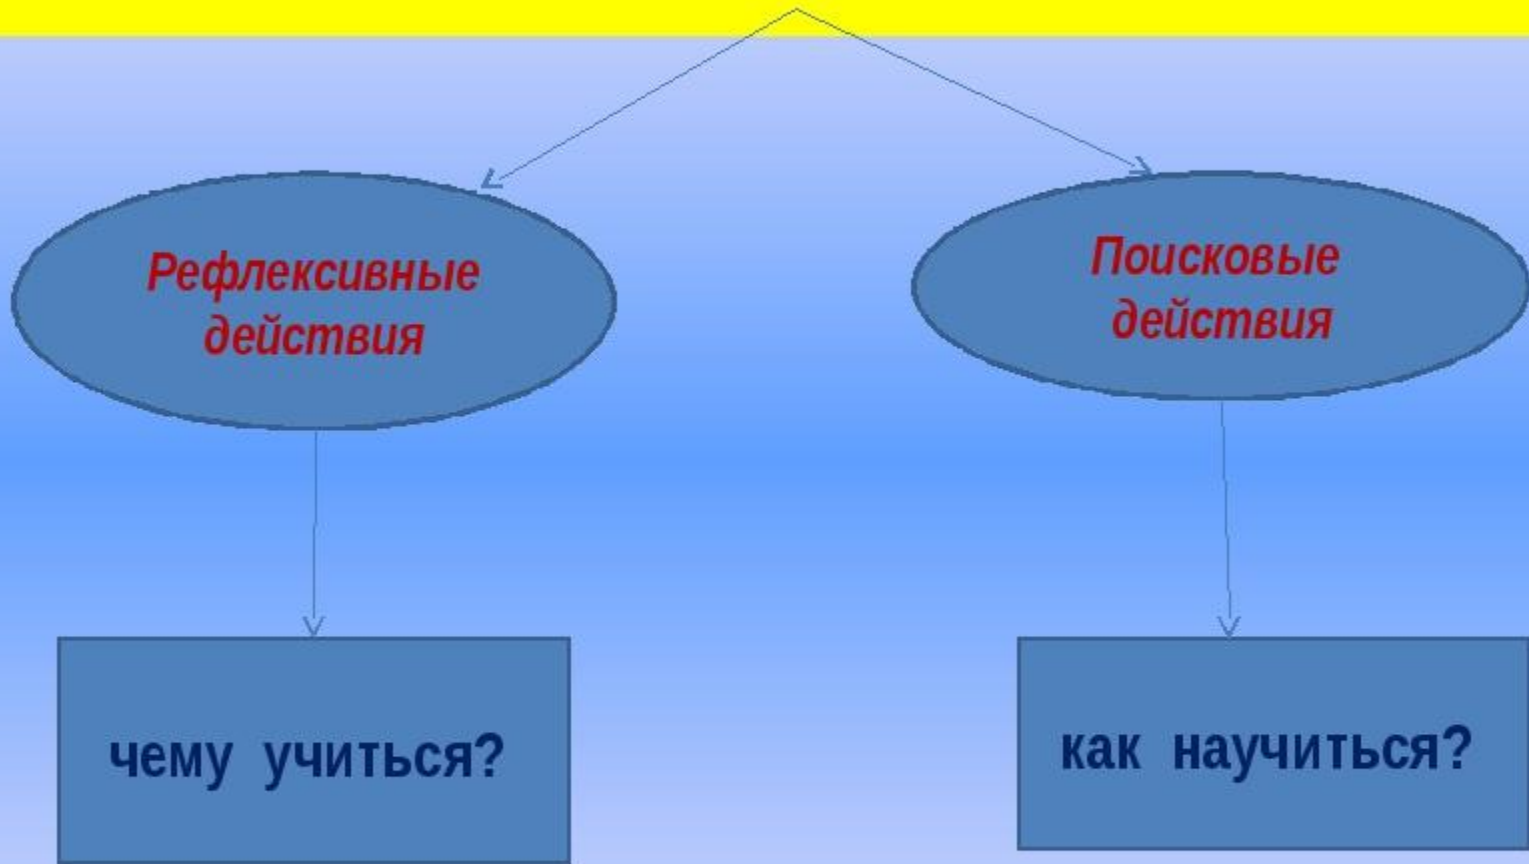 Рефлексивные
действия
Поисковые
действия
чему учиться?
как научиться?